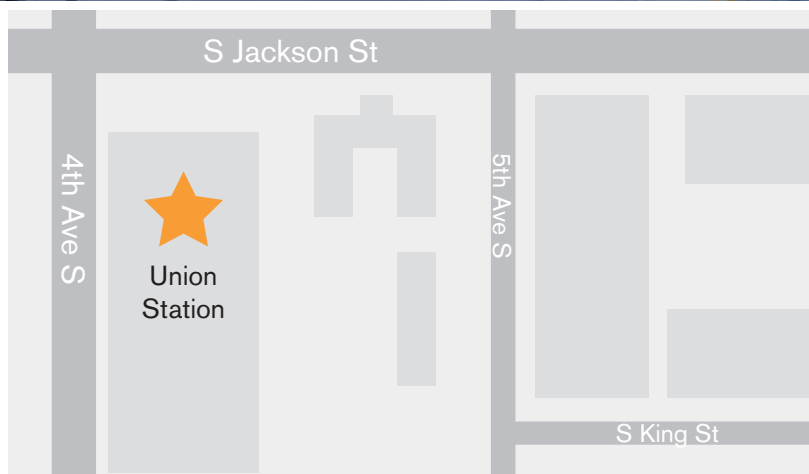 S Jackson St
4th Ave S
5th Ave S
Union
Station
S King St